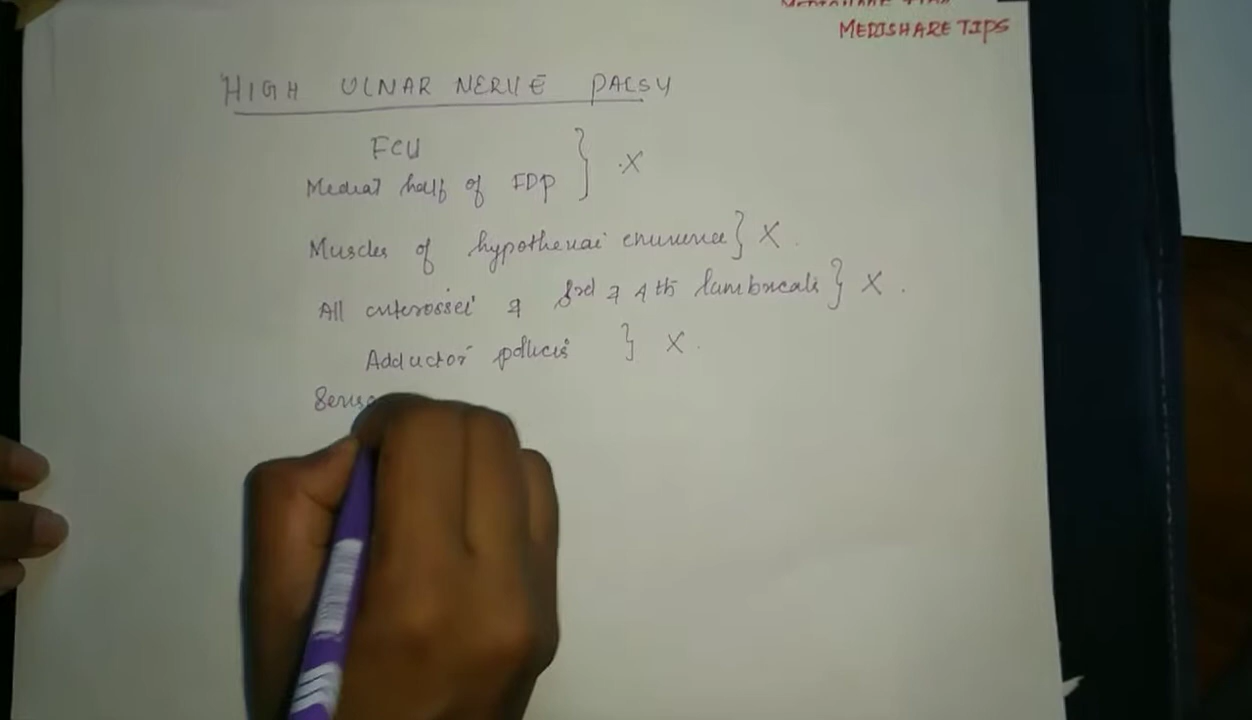 MEDISHARE TIPS
HIGH ULNAR NERVE PALSY
FCU
Medial half of FDP } X
Muscles of hypothenar eminence } X
All interossei & 3rd & 4th lumbricals } X
Adductor pollicis } X
Sensa